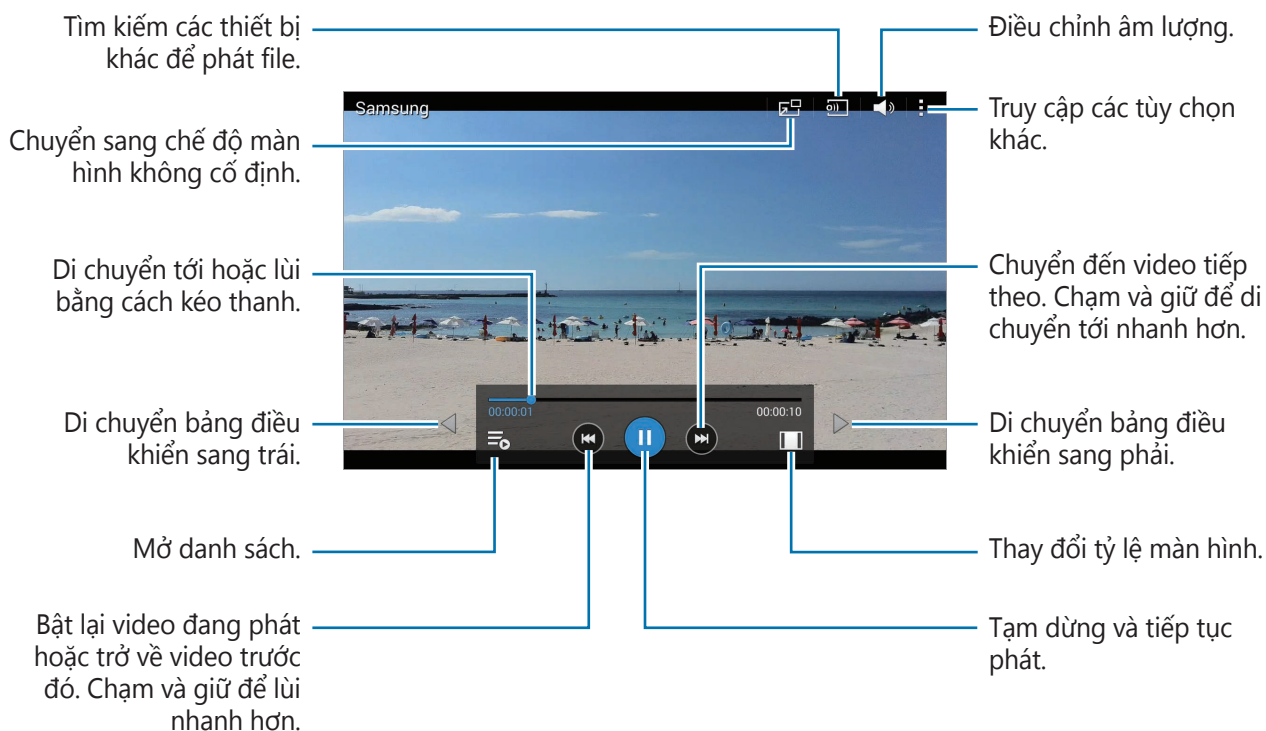 Tìm kiếm các thiết bị
khác để phát file.
Chuyển sang chế độ màn
hình không cố định.
Di chuyển tới hoặc lùi
bằng cách kéo thanh.
Di chuyển bảng điều
khiển sang trái.
Mở danh sách.
Bật lại video đang phát
hoặc trở về video trước
đó. Chạm và giữ để lùi
nhanh hơn.
Samsung
00:00:01
00:00:10
Điều chỉnh âm lượng.
Truy cập các tùy chọn
khác.
Chuyển đến video tiếp
theo. Chạm và giữ để di
chuyển tới nhanh hơn.
Di chuyển bảng điều
khiển sang phải.
Thay đổi tỷ lệ màn hình.
Tạm dừng và tiếp tục
phát.